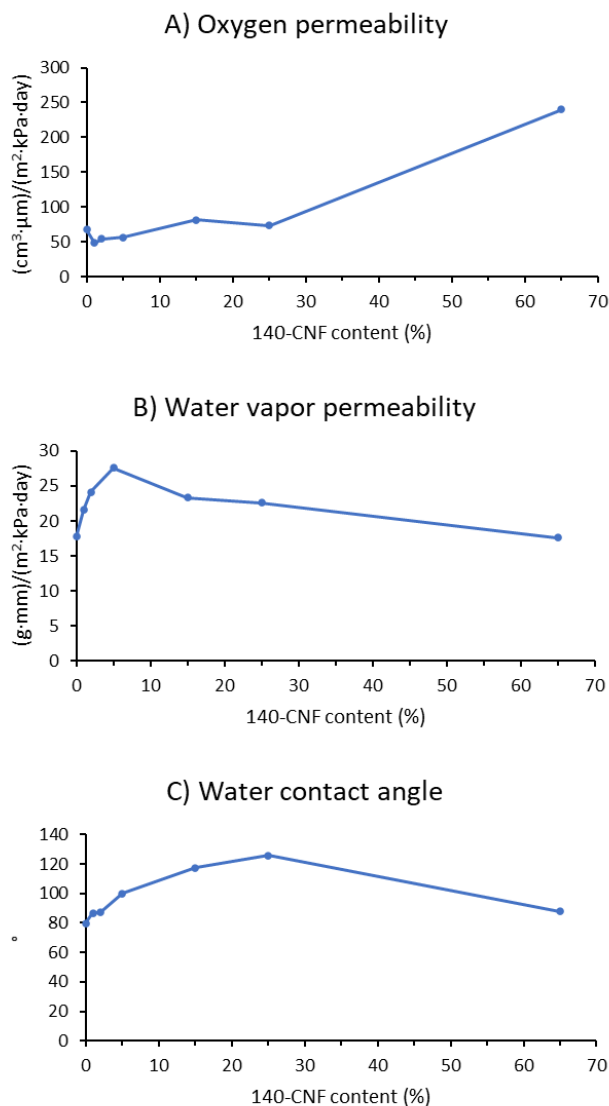 A) Oxygen permeability
(cm³·µm)/(m²·kPa·day)
300
250
200
150
100
50
0
0 10 20 30 40 50 60 70
140-CNF content (%)
B) Water vapor permeability
(g·mm)/(m²·kPa·day)
30
25
20
15
10
5
0
0 10 20 30 40 50 60 70
140-CNF content (%)
C) Water contact angle
°
140
120
100
80
60
40
20
0
0 10 20 30 40 50 60 70
140-CNF content (%)